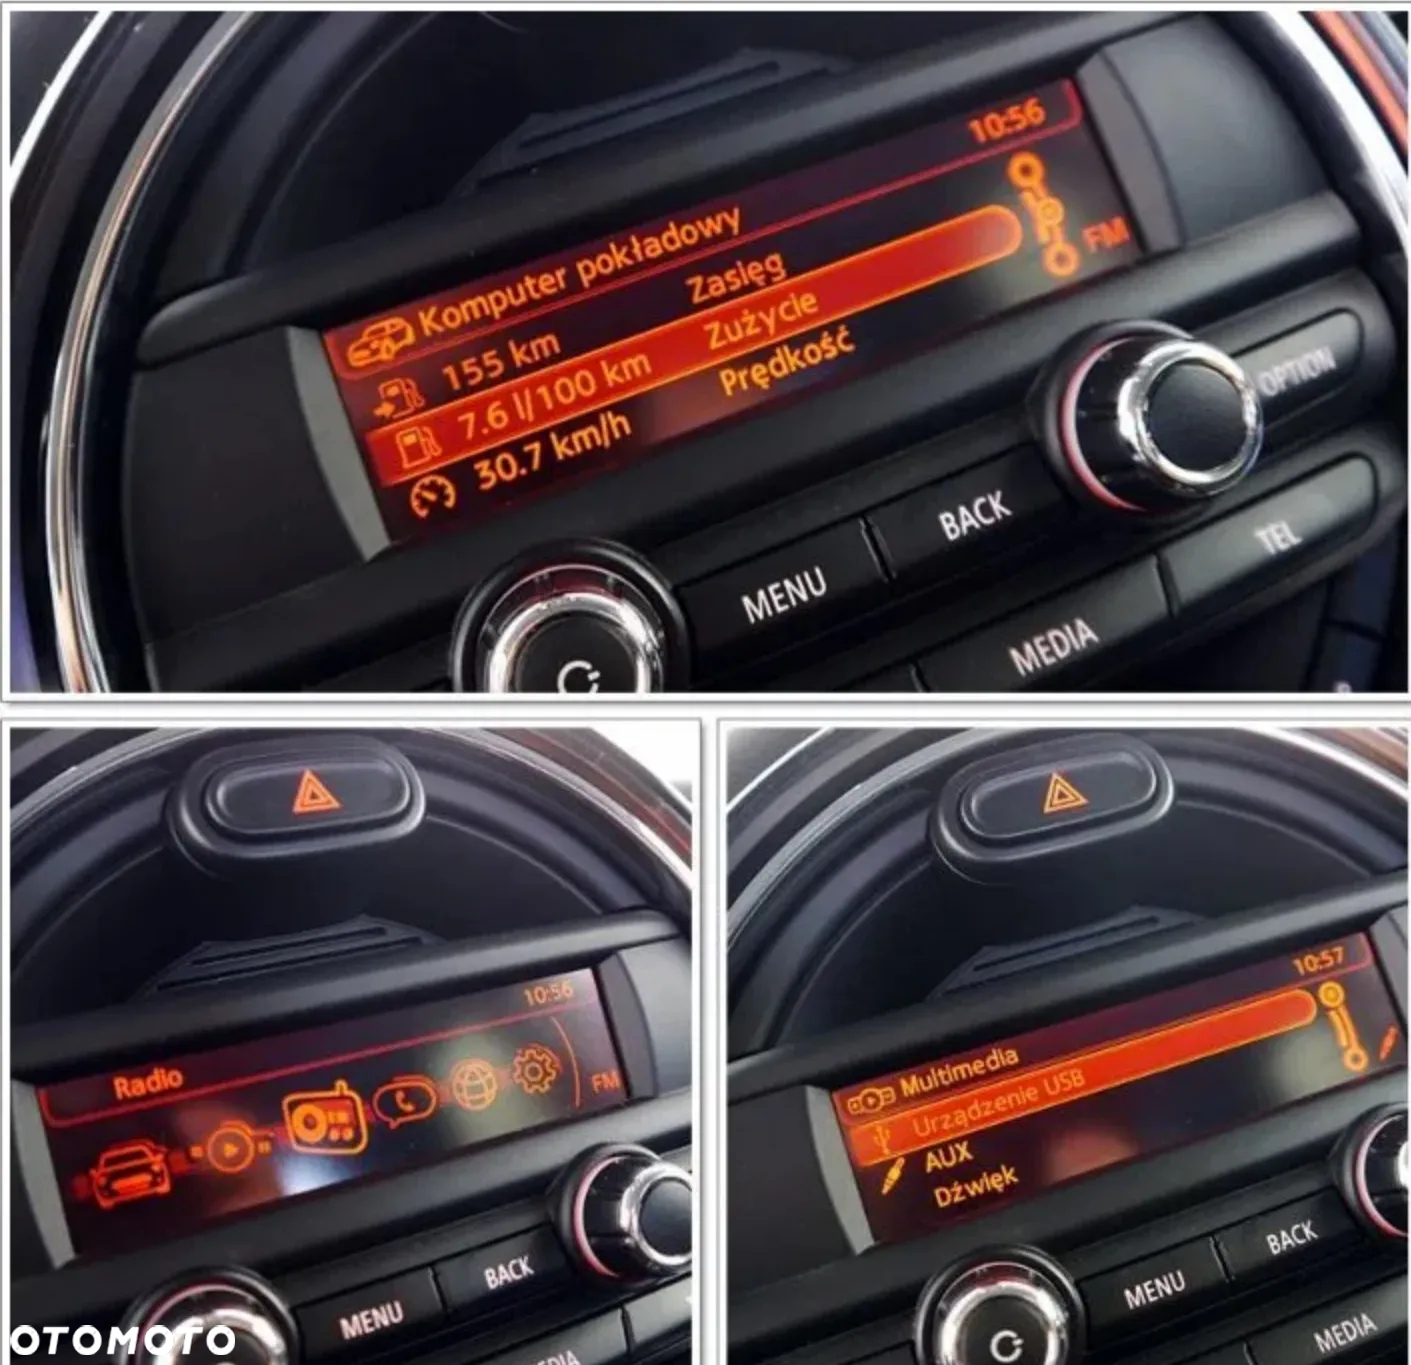 10:56
Komputer pokładowy
155 km Zasięg
7.6 l/100 km Zużycie
30.7 km/h Prędkość
FM
OPTION
MENU
BACK
MEDIA
TEL
10:56
Radio
FM
MENU
BACK
OTOMOTO
10:57
Multimedia
Urządzenie USB
AUX
Dźwięk
MENU
BACK
MEDIA